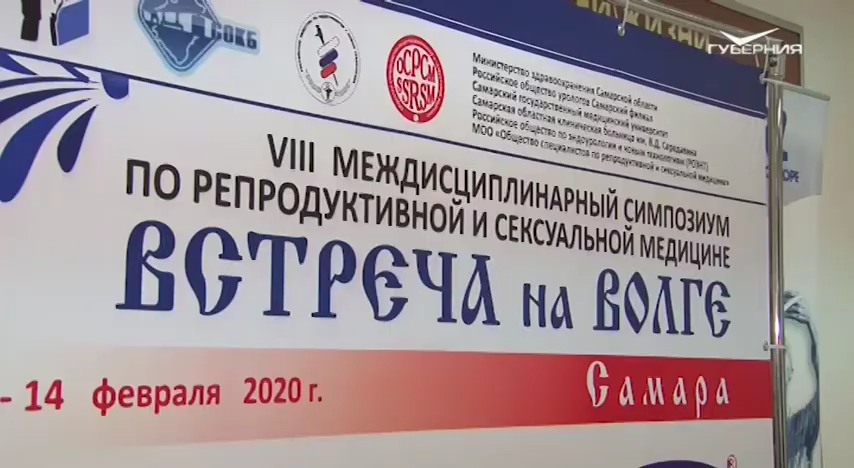 ГУБЕРНИЯ
СОКБ
ОСРСМ
SSRSM
Министерство здравоохранения Самарской области
Российское общество урологов Самарский филиал
Самарский государственный медицинский университет
Самарская областная клиническая больница им. В.Д. Середавина
Российское общество по эндоурологии и новым технологиям (РОЭНТ)
МОО «Общество специалистов по репродуктивной и сексуальной медицине»
VIII МЕЖДИСЦИПЛИНАРНЫЙ СИМПОЗИУМ
ПО РЕПРОДУКТИВНОЙ И СЕКСУАЛЬНОЙ МЕДИЦИНЕ
ВСТРЕЧА на ВОЛГЕ
- 14 февраля 2020 г.
Самара